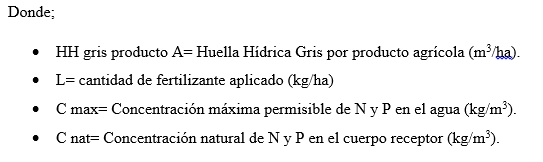 Donde;
• HH gris producto A= Huella Hídrica Gris por producto agrícola (m³/ha).
• L= cantidad de fertilizante aplicado (kg/ha)
• C max= Concentración máxima permisible de N y P en el agua (kg/m³).
• C nat= Concentración natural de N y P en el cuerpo receptor (kg/m³).